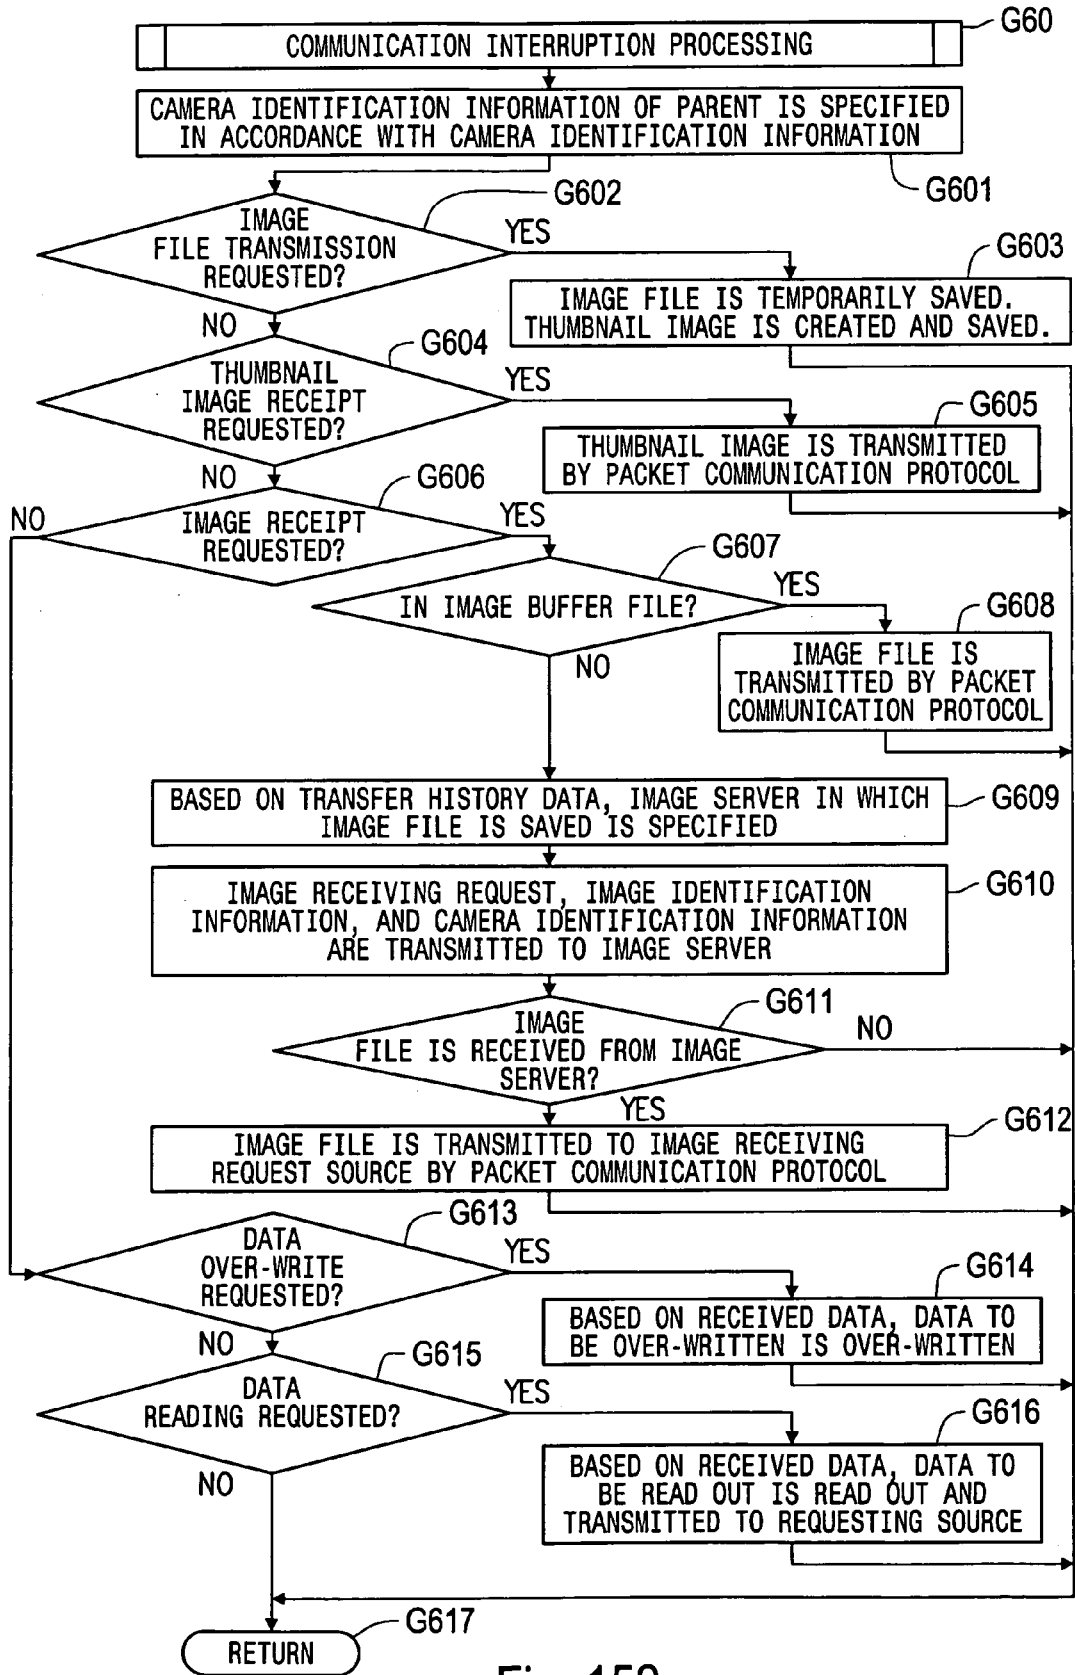 G60
COMMUNICATION INTERRUPTION PROCESSING
CAMERA IDENTIFICATION INFORMATION OF PARENT IS SPECIFIED
IN ACCORDANCE WITH CAMERA IDENTIFICATION INFORMATION
G601
G602
IMAGE
FILE TRANSMISSION
REQUESTED?
YES
NO
G603
IMAGE FILE IS TEMPORARILY SAVED.
THUMBNAIL IMAGE IS CREATED AND SAVED.
G604
THUMBNAIL
IMAGE RECEIPT
REQUESTED?
YES
NO
G605
THUMBNAIL IMAGE IS TRANSMITTED
BY PACKET COMMUNICATION PROTOCOL
G606
IMAGE RECEIPT
REQUESTED?
NO
YES
G607
IN IMAGE BUFFER FILE?
YES
NO
G608
IMAGE FILE IS
TRANSMITTED BY PACKET
COMMUNICATION PROTOCOL
BASED ON TRANSFER HISTORY DATA, IMAGE SERVER IN WHICH
IMAGE FILE IS SAVED IS SPECIFIED
G609
IMAGE RECEIVING REQUEST, IMAGE IDENTIFICATION
INFORMATION, AND CAMERA IDENTIFICATION INFORMATION
ARE TRANSMITTED TO IMAGE SERVER
G610
G611
IMAGE
FILE IS RECEIVED FROM IMAGE
SERVER?
NO
YES
G612
IMAGE FILE IS TRANSMITTED TO IMAGE RECEIVING
REQUEST SOURCE BY PACKET COMMUNICATION PROTOCOL
G613
DATA
OVER-WRITE
REQUESTED?
YES
NO
G614
BASED ON RECEIVED DATA, DATA TO
BE OVER-WRITTEN IS OVER-WRITTEN
G615
DATA
READING REQUESTED?
YES
NO
G616
BASED ON RECEIVED DATA, DATA TO
BE READ OUT IS READ OUT AND
TRANSMITTED TO REQUESTING SOURCE
G617
RETURN